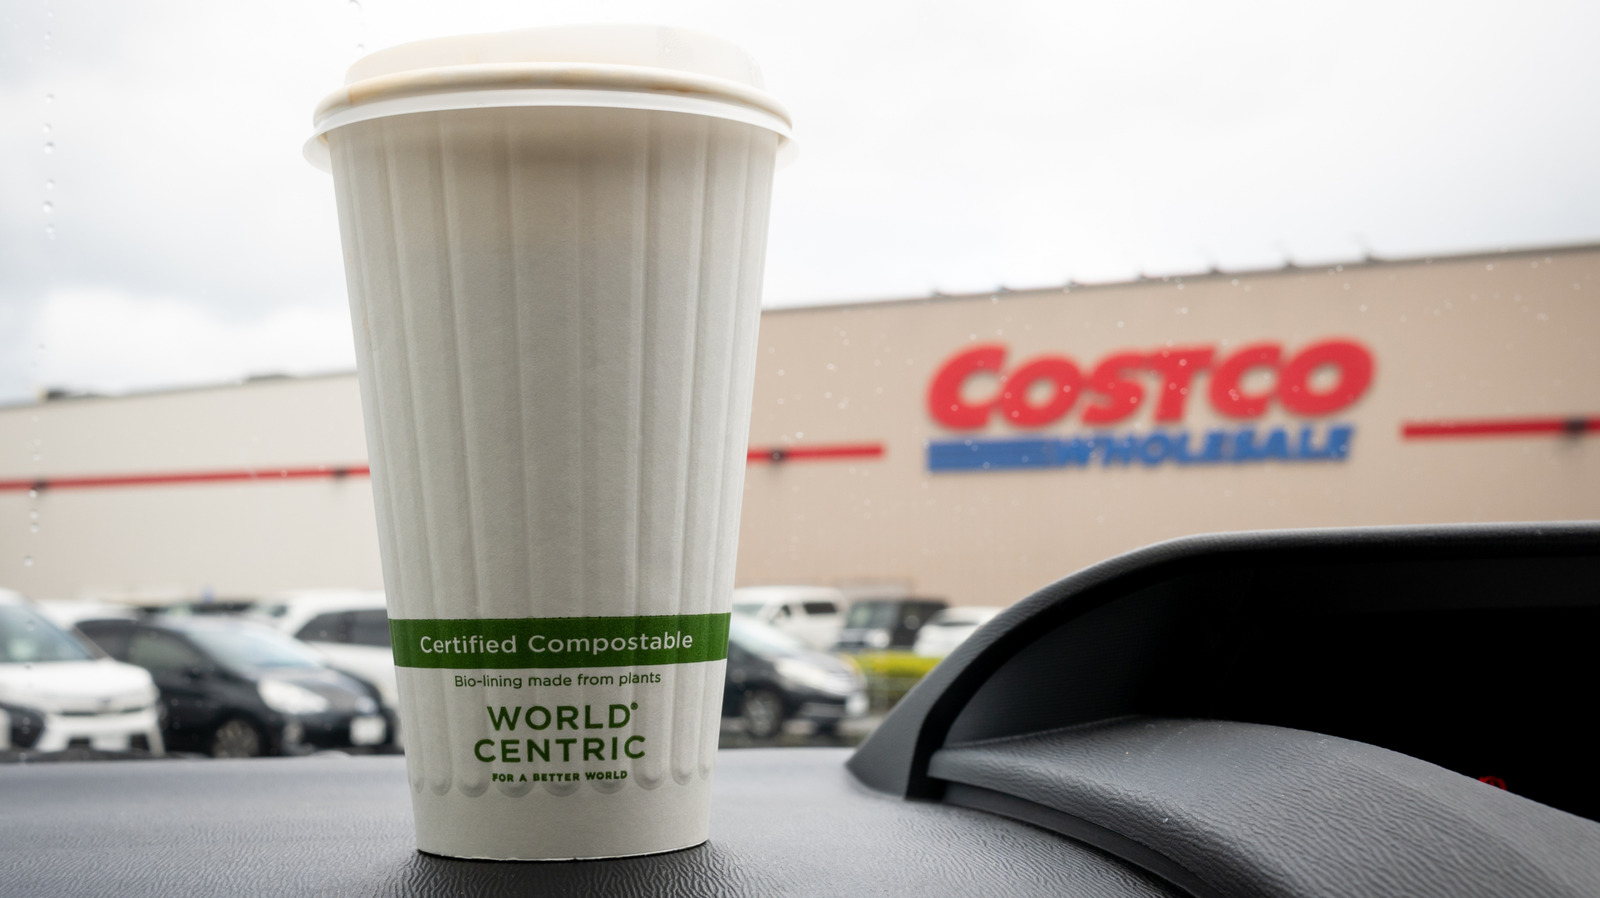 COSTCO
WHOLESALE
Certified Compostable
Bio-lining made from plants
WORLD®
CENTRIC
FOR A BETTER WORLD